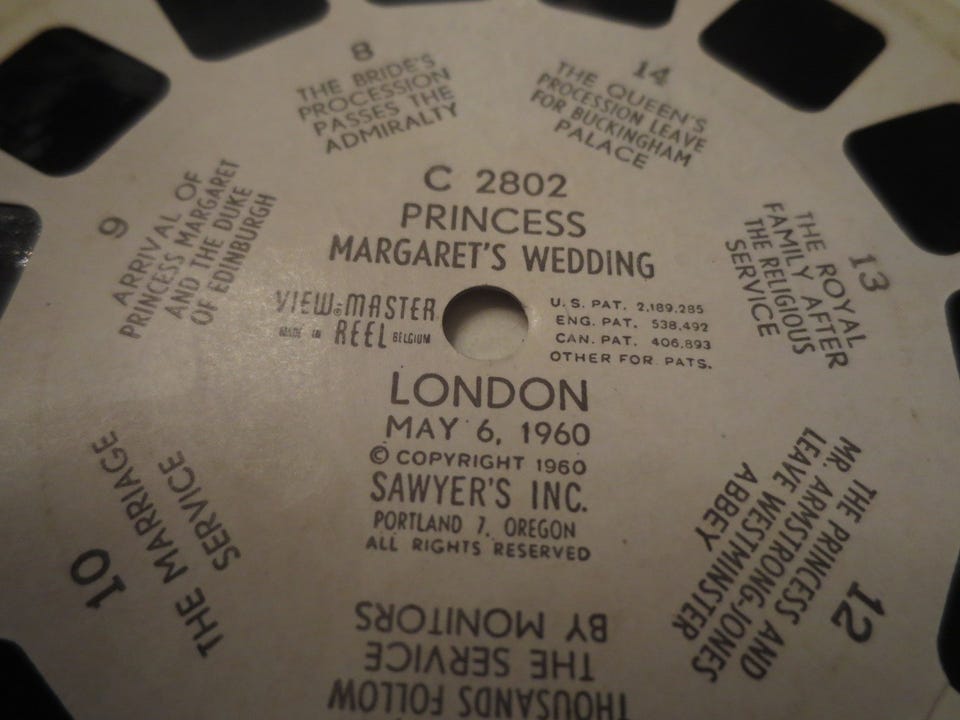 C 2802
PRINCESS
MARGARET'S WEDDING
VIEW-MASTER
MADE IN REEL BELGIUM
U.S. PAT. 2,189,285
ENG. PAT. 538,492
CAN. PAT. 406,893
OTHER FOR. PATS.
LONDON
MAY 6, 1960
© COPYRIGHT 1960
SAWYER'S INC.
PORTLAND 7, OREGON
ALL RIGHTS RESERVED
8
THE BRIDE'S
PROCESSION
PASSES THE
ADMIRALTY
9
ARRIVAL OF
PRINCESS MARGARET
AND THE DUKE
OF EDINBURGH
10
THE MARRIAGE
SERVICE
THOUSANDS FOLLOW
THE SERVICE
BY MONITORS
12
THE PRINCESS AND
MR. ARMSTRONG-JONES
LEAVE WESTMINSTER
ABBEY
13
THE ROYAL
FAMILY AFTER
THE RELIGIOUS
SERVICE
14
THE QUEEN'S
PROCESSION LEAVE
FOR BUCKINGHAM
PALACE